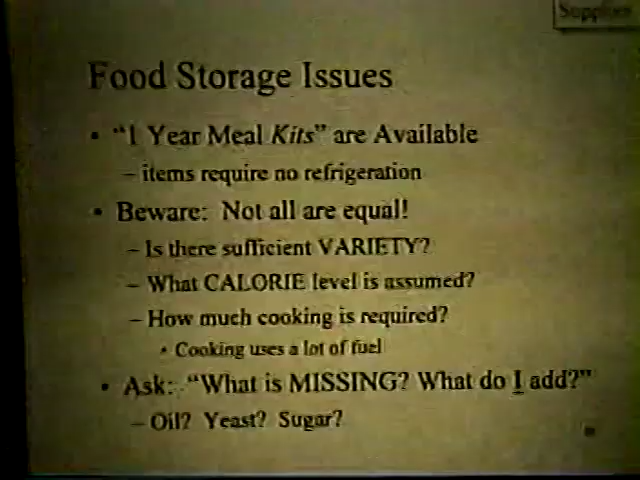 Supplies
Food Storage Issues
• “1 Year Meal Kits” are Available
– items require no refrigeration
• Beware: Not all are equal!
– Is there sufficient VARIETY?
– What CALORIE level is assumed?
– How much cooking is required?
• Cooking uses a lot of fuel
• Ask: “What is MISSING? What do I add?”
– Oil? Yeast? Sugar?